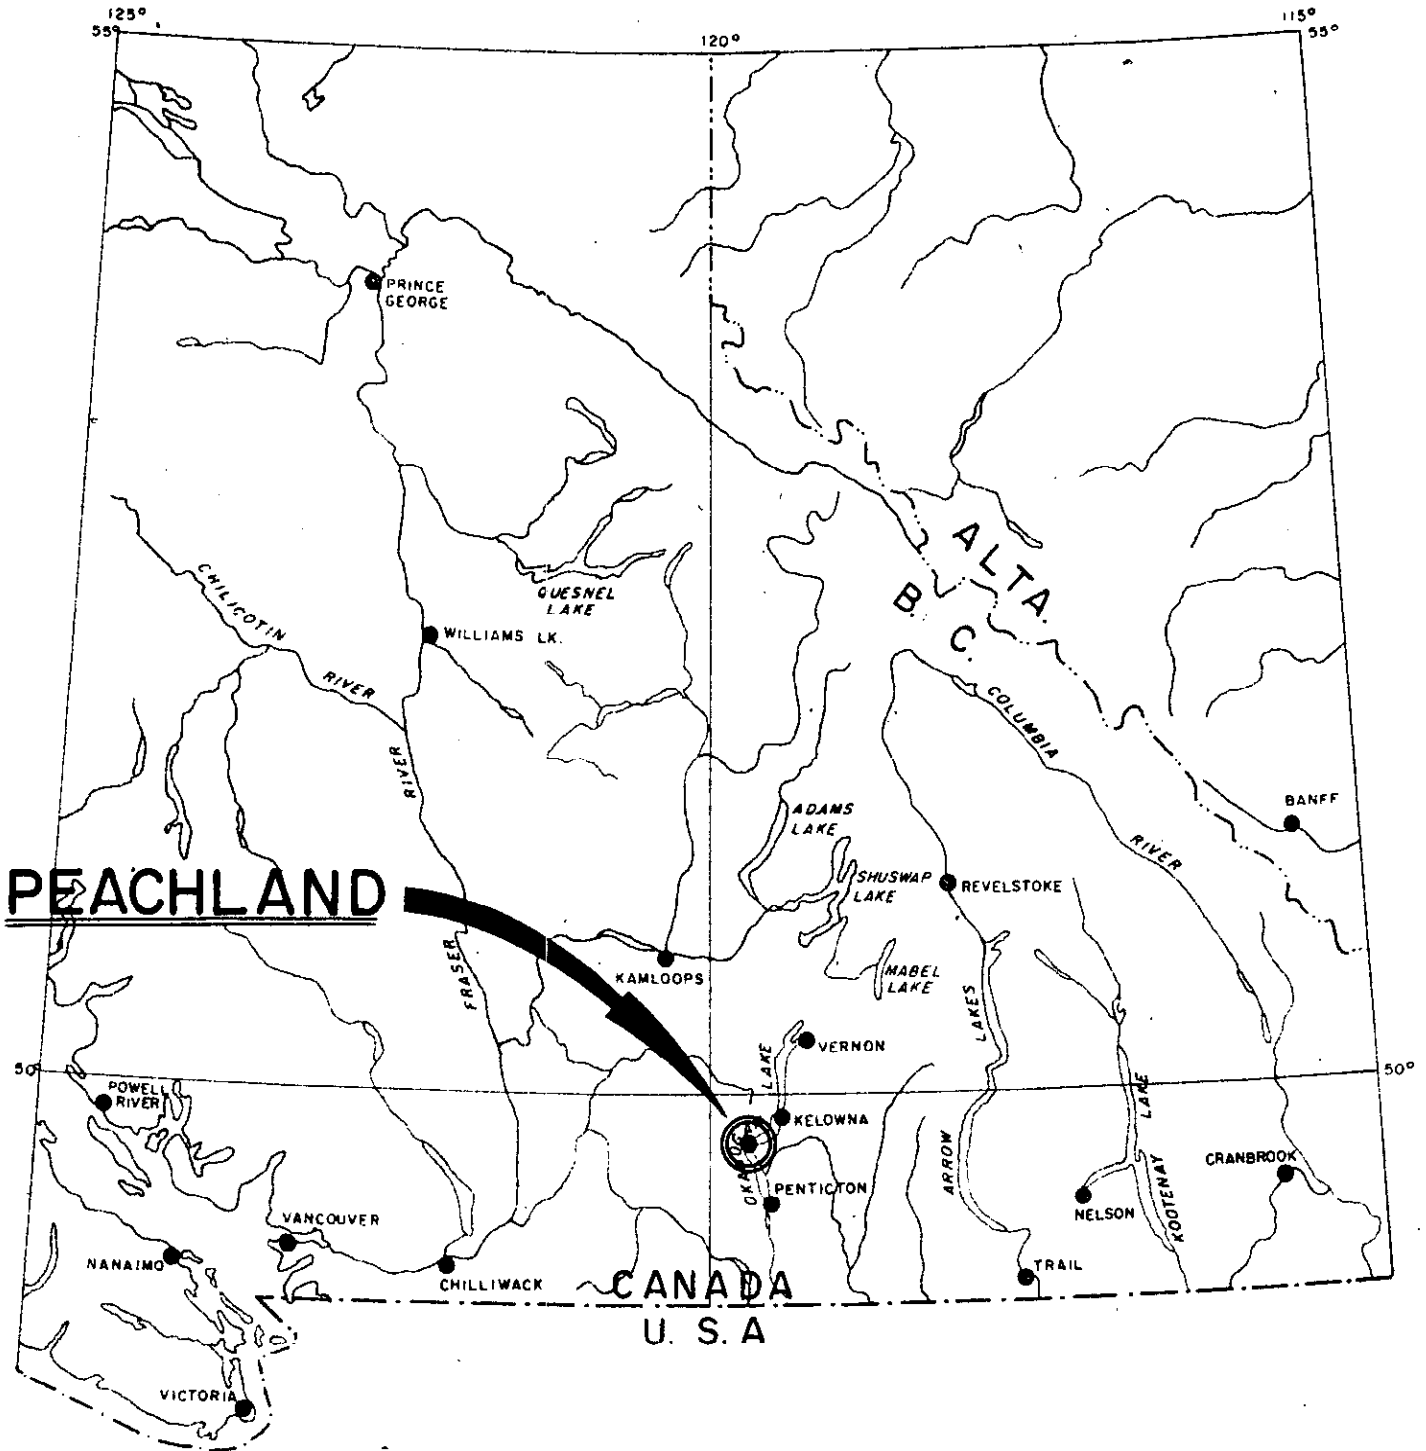 125°
115°
55°
120°
55°
PRINCE
GEORGE
ALTA.
B. C.
CHILICOTIN
RIVER
QUESNEL
LAKE
WILLIAMS LK.
COLUMBIA
RIVER
RIVER
FRASER
ADAMS
LAKE
BANFF
SHUSWAP
LAKE
REVELSTOKE
PEACHLAND
KAMLOOPS
MABEL
LAKE
LAKES
ARROW
VERNON
LAKE
50°
50°
POWELL
RIVER
KELOWNA
LAKE
KOOTENAY
CRANBROOK
PENTICTON
NELSON
VANCOUVER
NANAIMO
CHILLIWACK
TRAIL
CANADA
U. S. A
VICTORIA